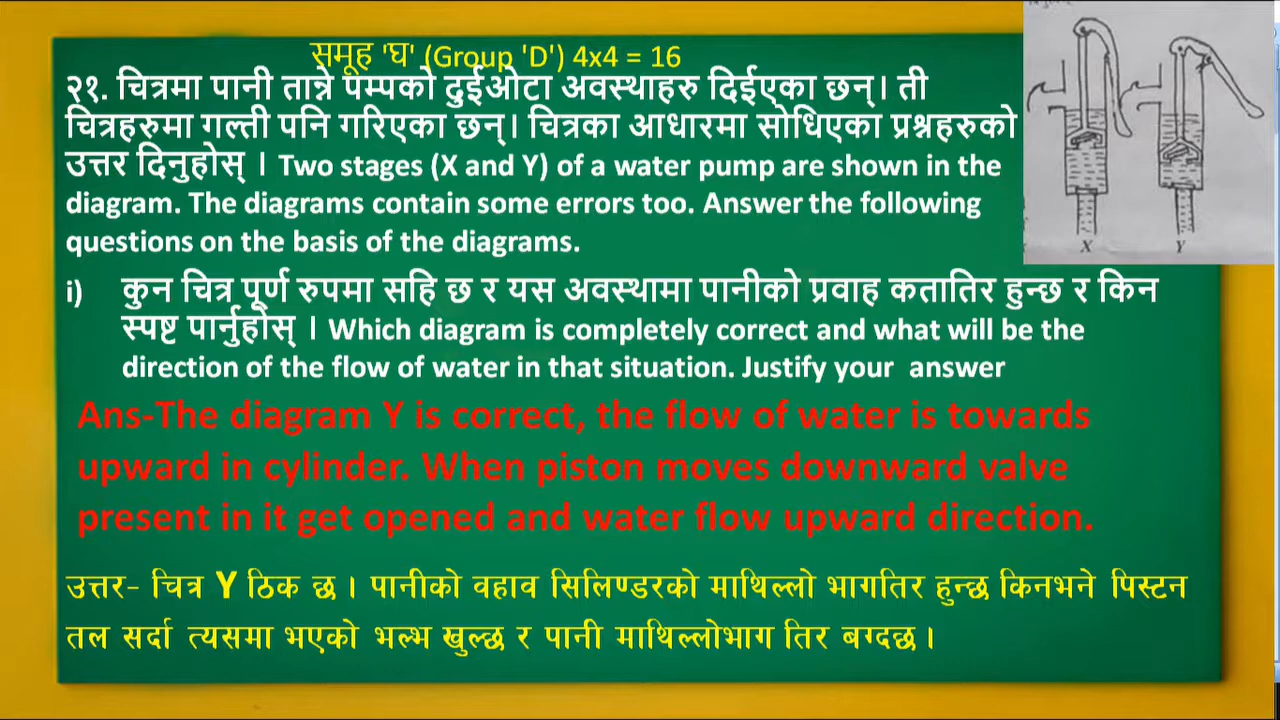 समूह 'घ' (Group 'D') 4x4 = 16
२१. चित्रमा पानी तान्ने पम्पको दुईओटा अवस्थाहरु दिईएका छन्। ती
चित्रहरुमा गल्ती पनि गरिएका छन्। चित्रका आधारमा सोधिएका प्रश्नहरुको
उत्तर दिनुहोस् । Two stages (X and Y) of a water pump are shown in the
diagram. The diagrams contain some errors too. Answer the following
questions on the basis of the diagrams.
X Y
i) कुन चित्र पूर्ण रुपमा सहि छ र यस अवस्थामा पानीको प्रवाह कतातिर हुन्छ र किन
स्पष्ट पार्नुहोस् । Which diagram is completely correct and what will be the
direction of the flow of water in that situation. Justify your answer
Ans-The diagram Y is correct, the flow of water is towards
upward in cylinder. When piston moves downward valve
present in it get opened and water flow upward direction.
उत्तर- चित्र Y ठिक छ । पानीको वहाव सिलिण्डरको माथिल्लो भागतिर हुन्छ किनभने पिस्टन
तल सर्दा त्यसमा भएको भल्भ खुल्छ र पानी माथिल्लोभाग तिर बग्दछ ।